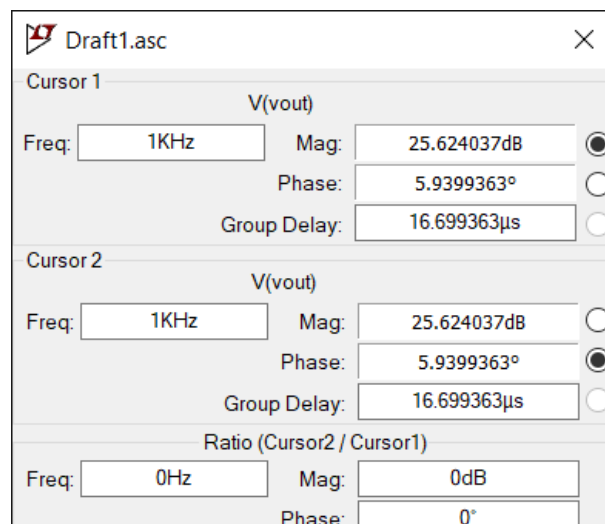 Draft1.asc
Cursor 1
V(vout)
Freq: 1KHz Mag: 25.624037dB
Phase: 5.9399363º
Group Delay: 16.699363µs
Cursor 2
V(vout)
Freq: 1KHz Mag: 25.624037dB
Phase: 5.9399363º
Group Delay: 16.699363µs
Ratio (Cursor2 / Cursor1)
Freq: 0Hz Mag: 0dB
Phase: 0°